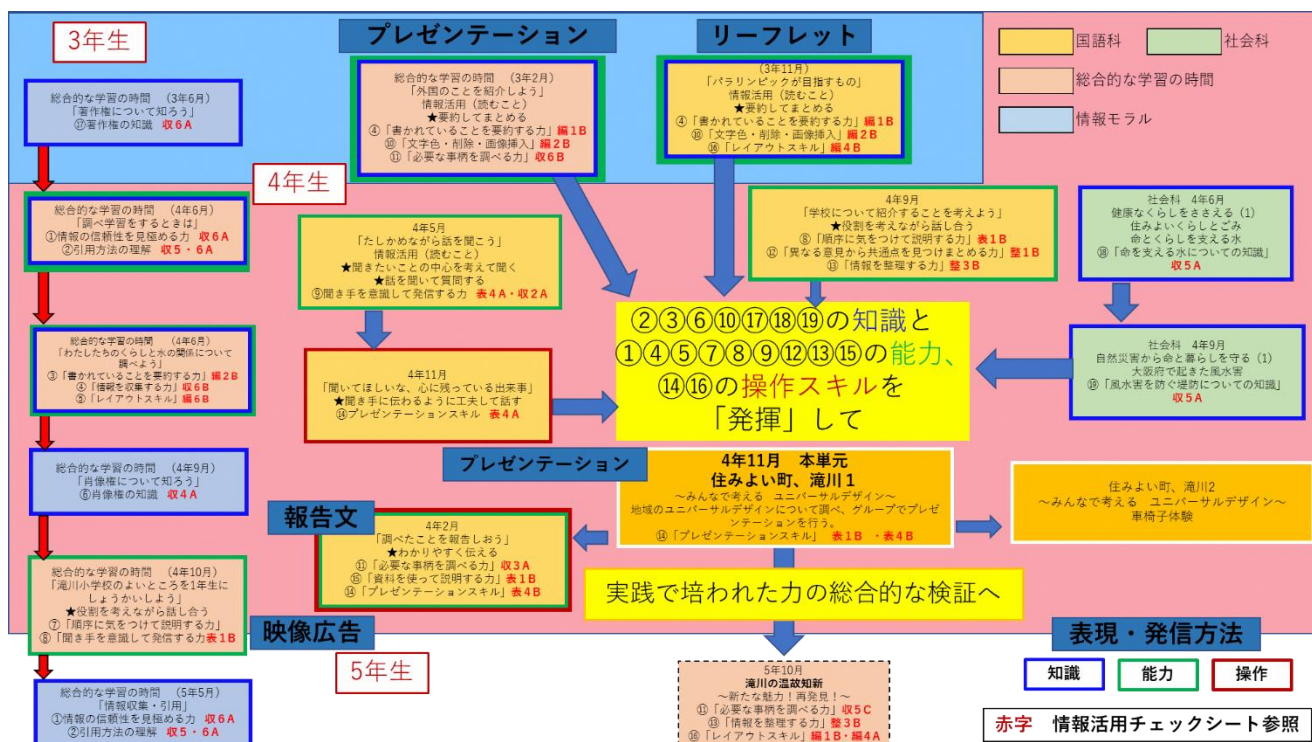 3年生
プレゼンテーション
リーフレット
国語科
社会科
総合的な学習の時間
情報モラル
総合的な学習の時間 (3年6月)
「著作権について知ろう」
⑰著作権の知識 収6A
総合的な学習の時間 (3年2月)
「外国のことを紹介しよう」
情報活用(読むこと)
★要約してまとめる
④「書かれていることを要約する力」編1B
⑩「文字色・削除・画像挿入」編2B
⑪「必要な事柄を調べる力」収6B
(3年11月)
「パラリンピックが目指すもの」
情報活用(読むこと)
★要約してまとめる
④「書かれていることを要約する力」編1B
⑩「文字色・削除・画像挿入」編2B
⑯「レイアウトスキル」編4B
4年生
総合的な学習の時間 (4年6月)
「調べ学習をするときは」
①情報の信頼性を見極める力 収6A
②引用方法の理解 収5・6A
4年5月
「たしかめながら話を聞こう」
情報活用(読むこと)
★聞きたいことの中心を考えて聞く
★話を聞いて質問する
⑨聞き手を意識して発信する力 表4A・収2A
4年9月
「学校について紹介することを考えよう」
★役割を考えながら話し合う
⑧「順序に気をつけて説明する力」表1B
⑫「異なる意見から共通点を見つけまとめる力」整1B
⑬「情報を整理する力」整3B
社会科 4年6月
健康なくらしをささえる(1)
住みよいくらしとごみ
命とくらしを支える水
⑱「命を支える水についての知識」
収5A
総合的な学習の時間 (4年6月)
「わたしたちのくらしと水の関係について
調べよう」
③「書かれていることを要約する力」編2B
④「情報を収集する力」収6B
⑤「レイアウトスキル」編6B
4年11月
「聞いてほしいな、心に残っている出来事」
★聞き手に伝わるように工夫して話す
⑭プレゼンテーションスキル 表4A
②③⑥⑩⑰⑱⑲の知識と
①④⑤⑦⑧⑨⑫⑬⑮の能力、
⑭⑯の操作スキルを
「発揮」して
社会科 4年9月
自然災害から命と暮らしを守る(1)
大阪府で起きた風水害
⑲「風水害を防ぐ堤防についての知識」
収5A
総合的な学習の時間 (4年9月)
「肖像権について知ろう」
⑥肖像権の知識 収4A
プレゼンテーション
4年11月 本単元
住みよい町、滝川1
~みんなで考える ユニバーサルデザイン~
地域のユニバーサルデザインについて調べ、グループでプレゼ
ンテーションを行う。
⑭「プレゼンテーションスキル」 表1B ・表4B
住みよい町、滝川2
~みんなで考える ユニバーサルデザイン~
車椅子体験
報告文
4年2月
「調べたことを報告しよう」
★わかりやすく伝える
⑪「必要な事柄を調べる力」収3A
⑮「資料を使って説明する力」表1B
⑭「プレゼンテーションスキル」表4B
総合的な学習の時間 (4年10月)
「滝川小学校のよいところを1年生に
しょうかいしよう」
★役割を考えながら話し合う
⑦「順序に気をつけて説明する力」
⑧「聞き手を意識して発信する力表1B
実践で培われた力の総合的な検証へ
映像広告
表現・発信方法
5年生
知識
能力
操作
総合的な学習の時間 (5年5月)
「情報収集・引用」
①情報の信頼性を見極める力 収6A
②引用方法の理解 収5・6A
5年10月
滝川の温故知新
~新たな魅力!再発見!~
⑪「必要な事柄を調べる力」収5C
⑬「情報を整理する力」整3B
⑯「レイアウトスキル」編1B・編4A
赤字 情報活用チェックシート参照